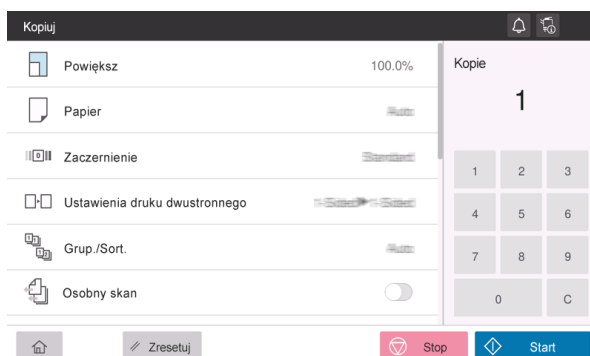 Kopiuj
Powiększ 100.0%
Kopie
1
Papier
Zaczernienie
Ustawienia druku dwustronnego
Grup./Sort.
Osobny skan
1 2 3
4 5 6
7 8 9
0 C
Zresetuj
Stop
Start